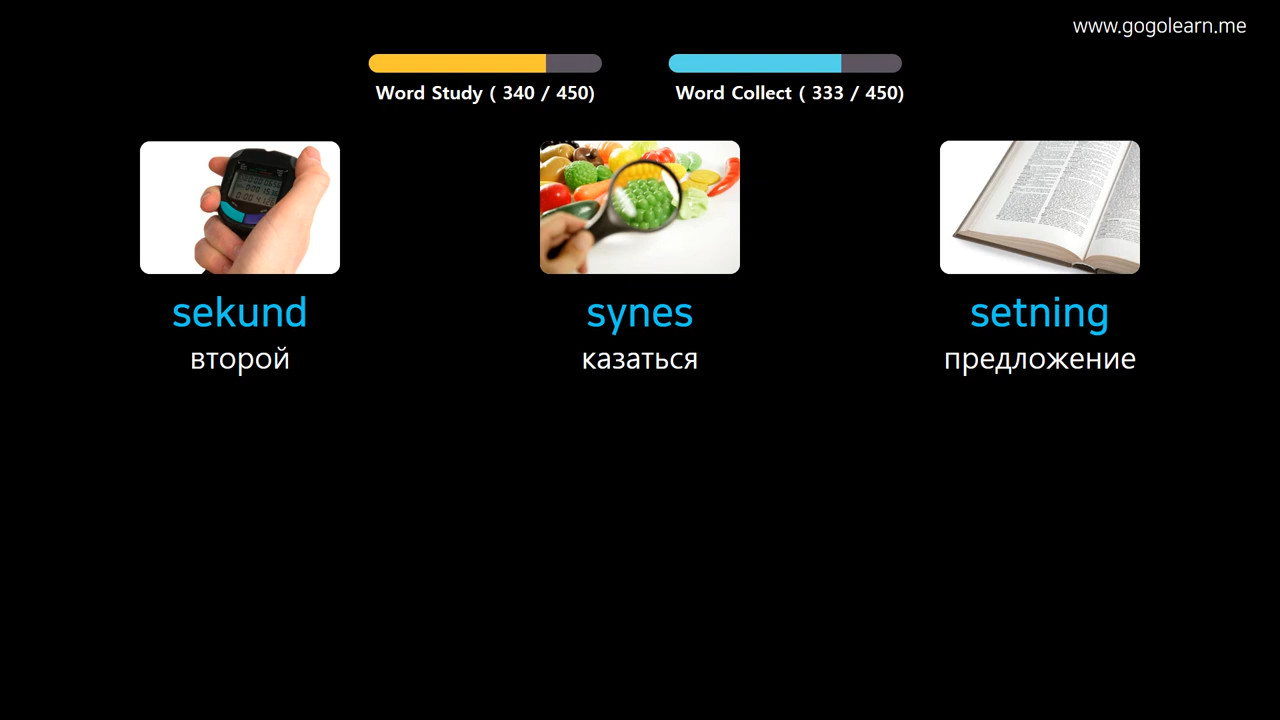 www.gogolearn.me
Word Study ( 340 / 450)
Word Collect ( 333 / 450)
sekund
synes
setning
второй
казаться
предложение